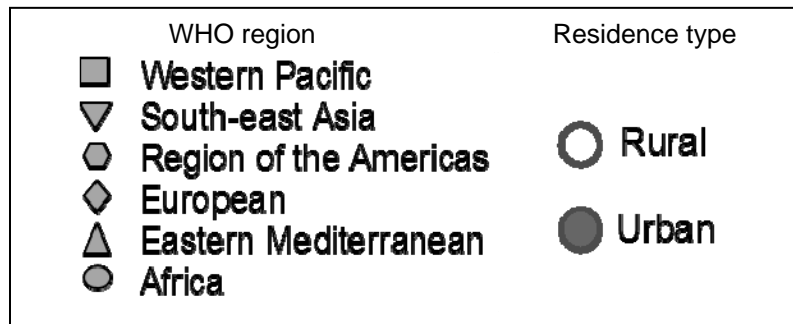 WHO region
Western Pacific
South-east Asia
Region of the Americas
European
Eastern Mediterranean
Africa
Residence type
Rural
Urban